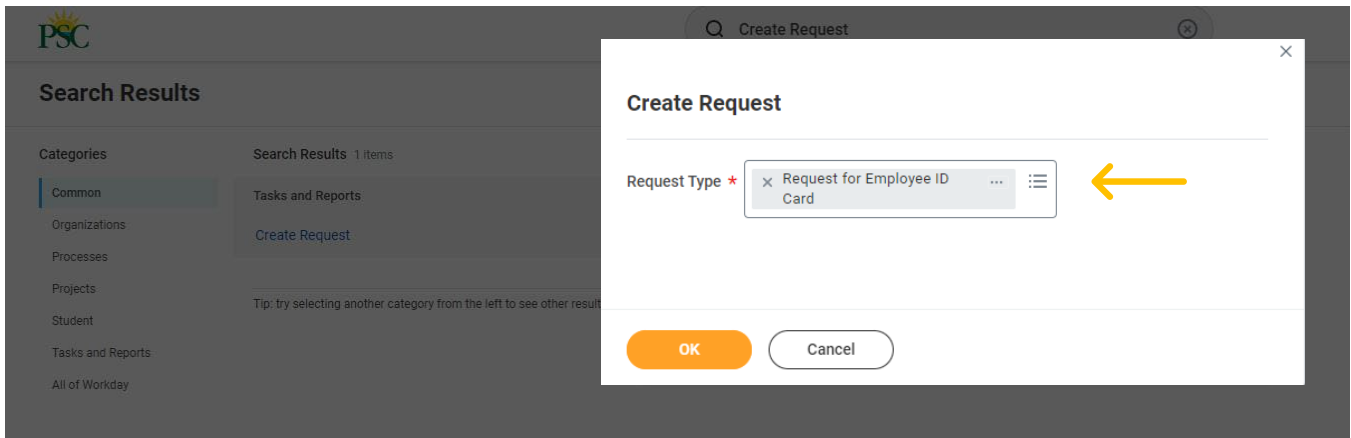 PSC
Create Request
Search Results
Categories
Common
Organizations
Processes
Projects
Student
Tasks and Reports
All of Workday
Search Results 1 items
Tasks and Reports
Create Request
Tip: try selecting another category from the left to see other result
Create Request
Request Type *
Request for Employee ID
Card
OK
Cancel